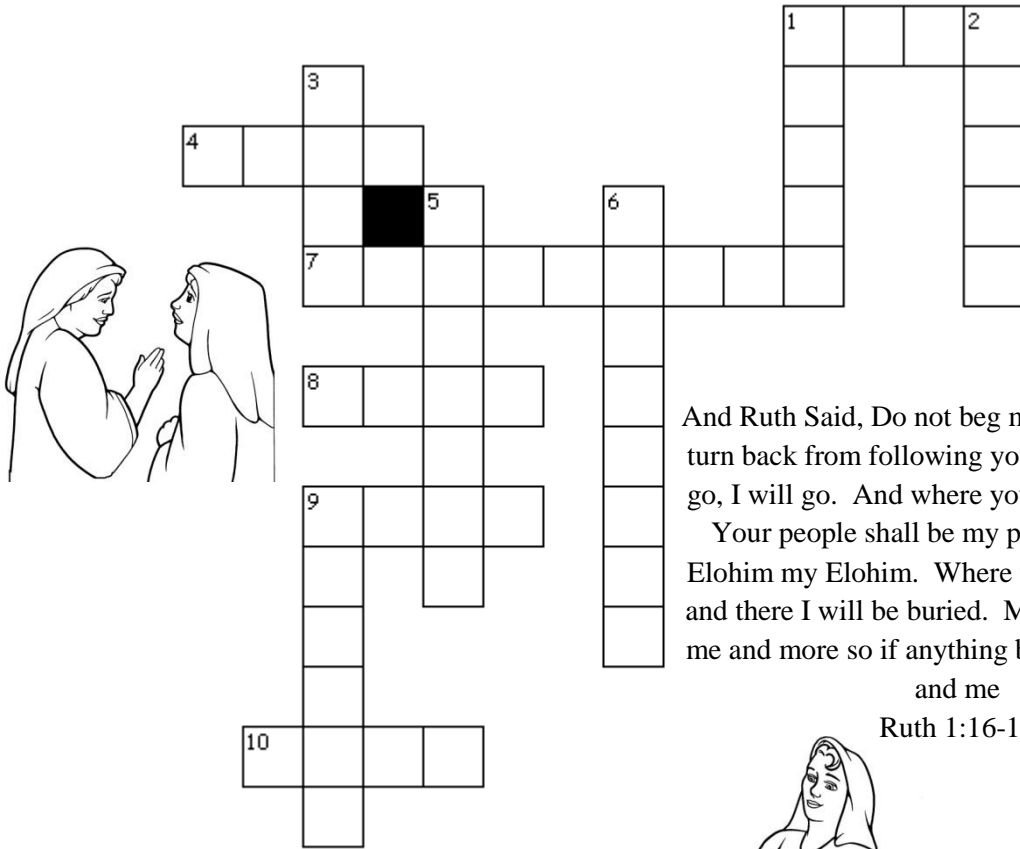 1 2
3
4
5 6
7
8
And Ruth Said, Do not beg
turn back from following
go, I will go. And where
9
Your people shall be my
Elohim my Elohim. Where
and there I will be buried.
me and more so if anything
and me
10
Ruth 1:16-1